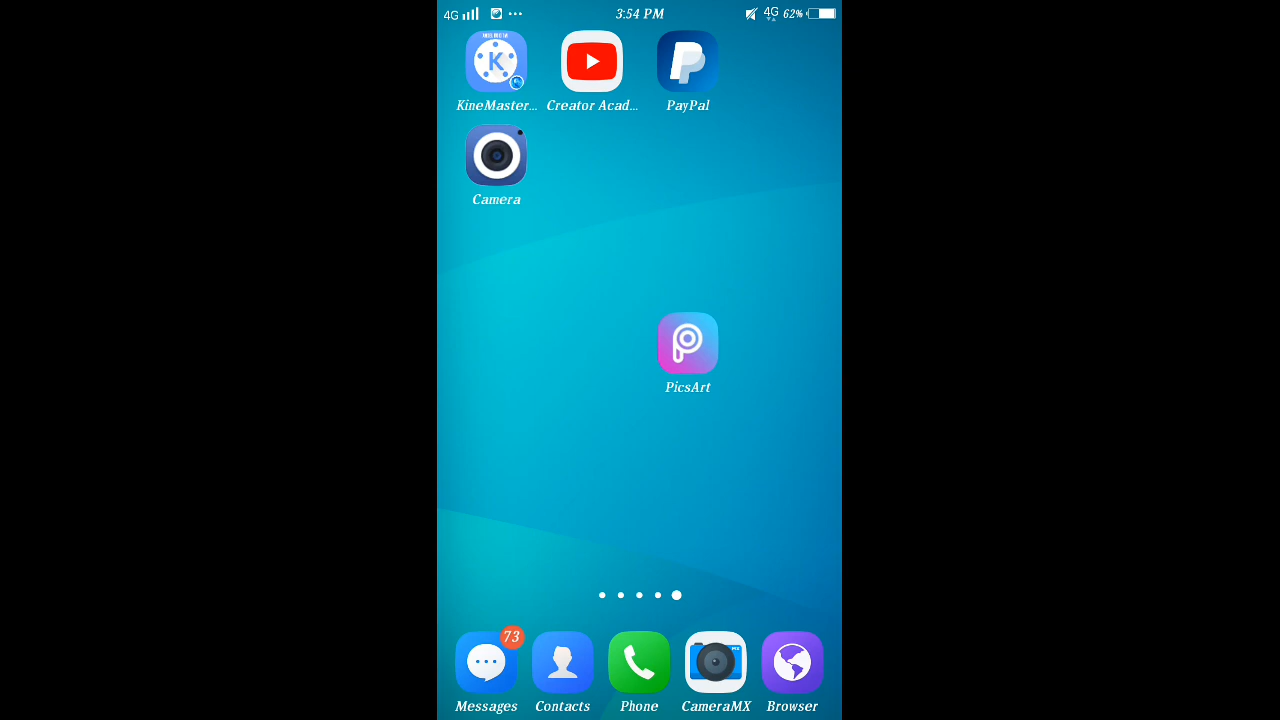 4G 3:54 PM 4G 62%
K
KineMaster... Creator Acad... PayPal
Camera
PicsArt
73
Messages Contacts Phone CameraMX Browser